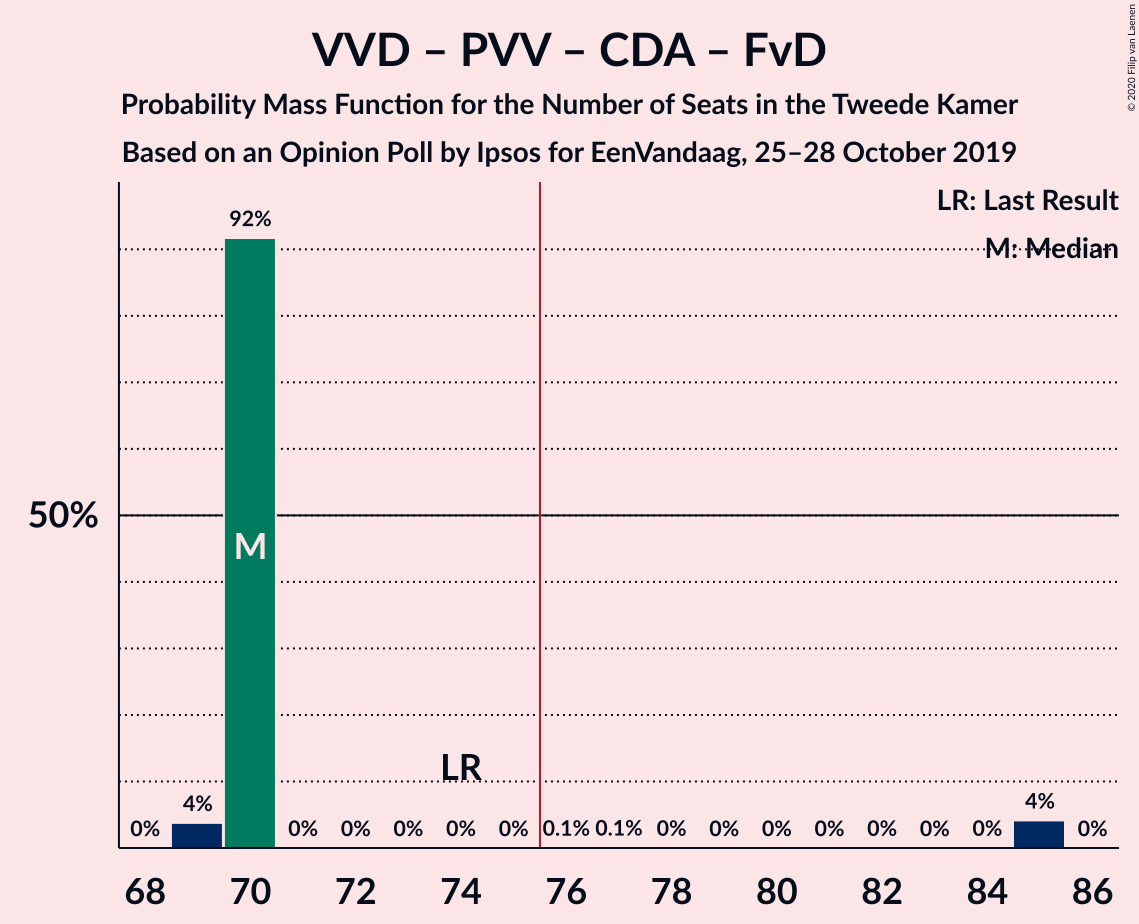 VVD – PVV – CDA – FvD
Probability Mass Function for the Number of Seats in the Tweede Kamer
Based on an Opinion Poll by Ipsos for EenVandaag, 25–28 October 2019
© 2020 Filip van Laenen
LR: Last Result
M: Median
92%
50%
M
LR
0% 4% 0% 0% 0% 0% 0% 0.1% 0.1% 0% 0% 0% 0% 0% 0% 0% 4% 0%
68 70 72 74 76 78 80 82 84 86